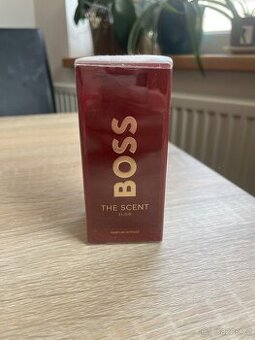 BOSS
THE SCENT
ELIXIR
PARFUM INTENSE